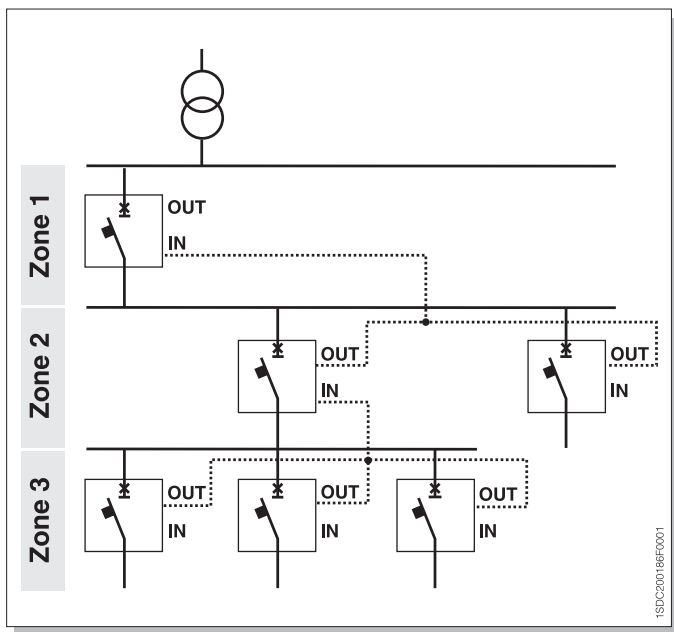 Zone 1
OUT
IN
Zone 2
OUT
IN
OUT
IN
Zone 3
OUT
IN
OUT
IN
OUT
IN
1SDC200186F0001